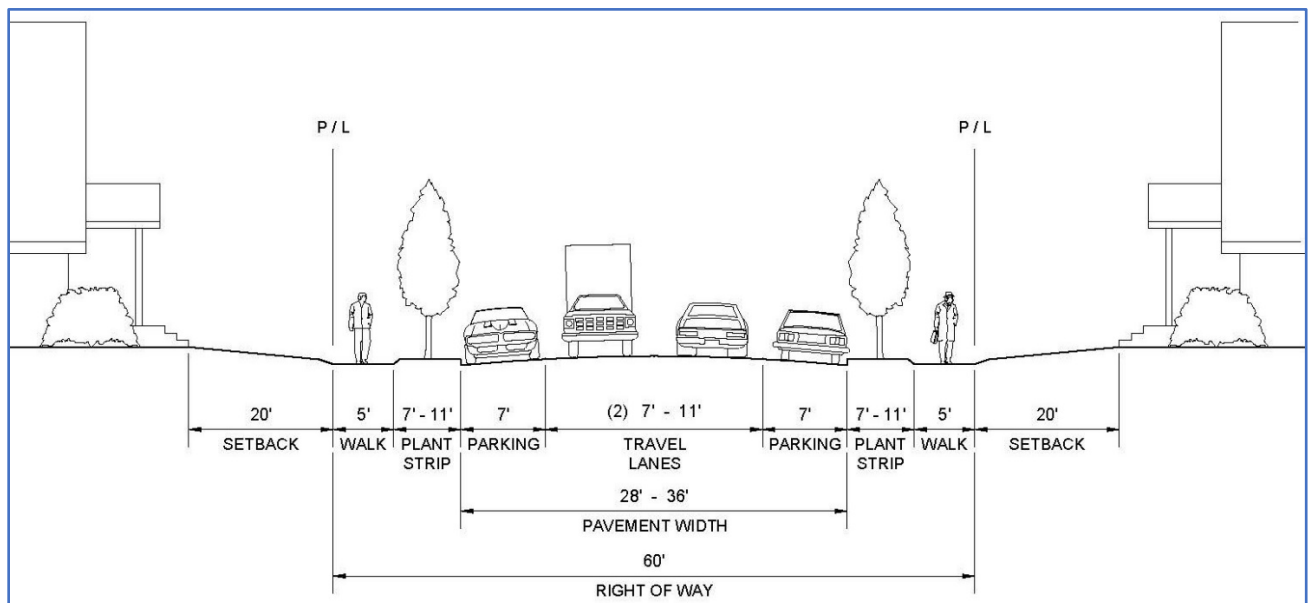 P / L P / L
20' 5' 7' - 11' 7' (2) 7' - 11' 7' 7' - 11' 5' 20'
SETBACK WALK PLANT PARKING TRAVEL PARKING PLANT WALK SETBACK
STRIP LANES STRIP
28' - 36'
PAVEMENT WIDTH
60'
RIGHT OF WAY